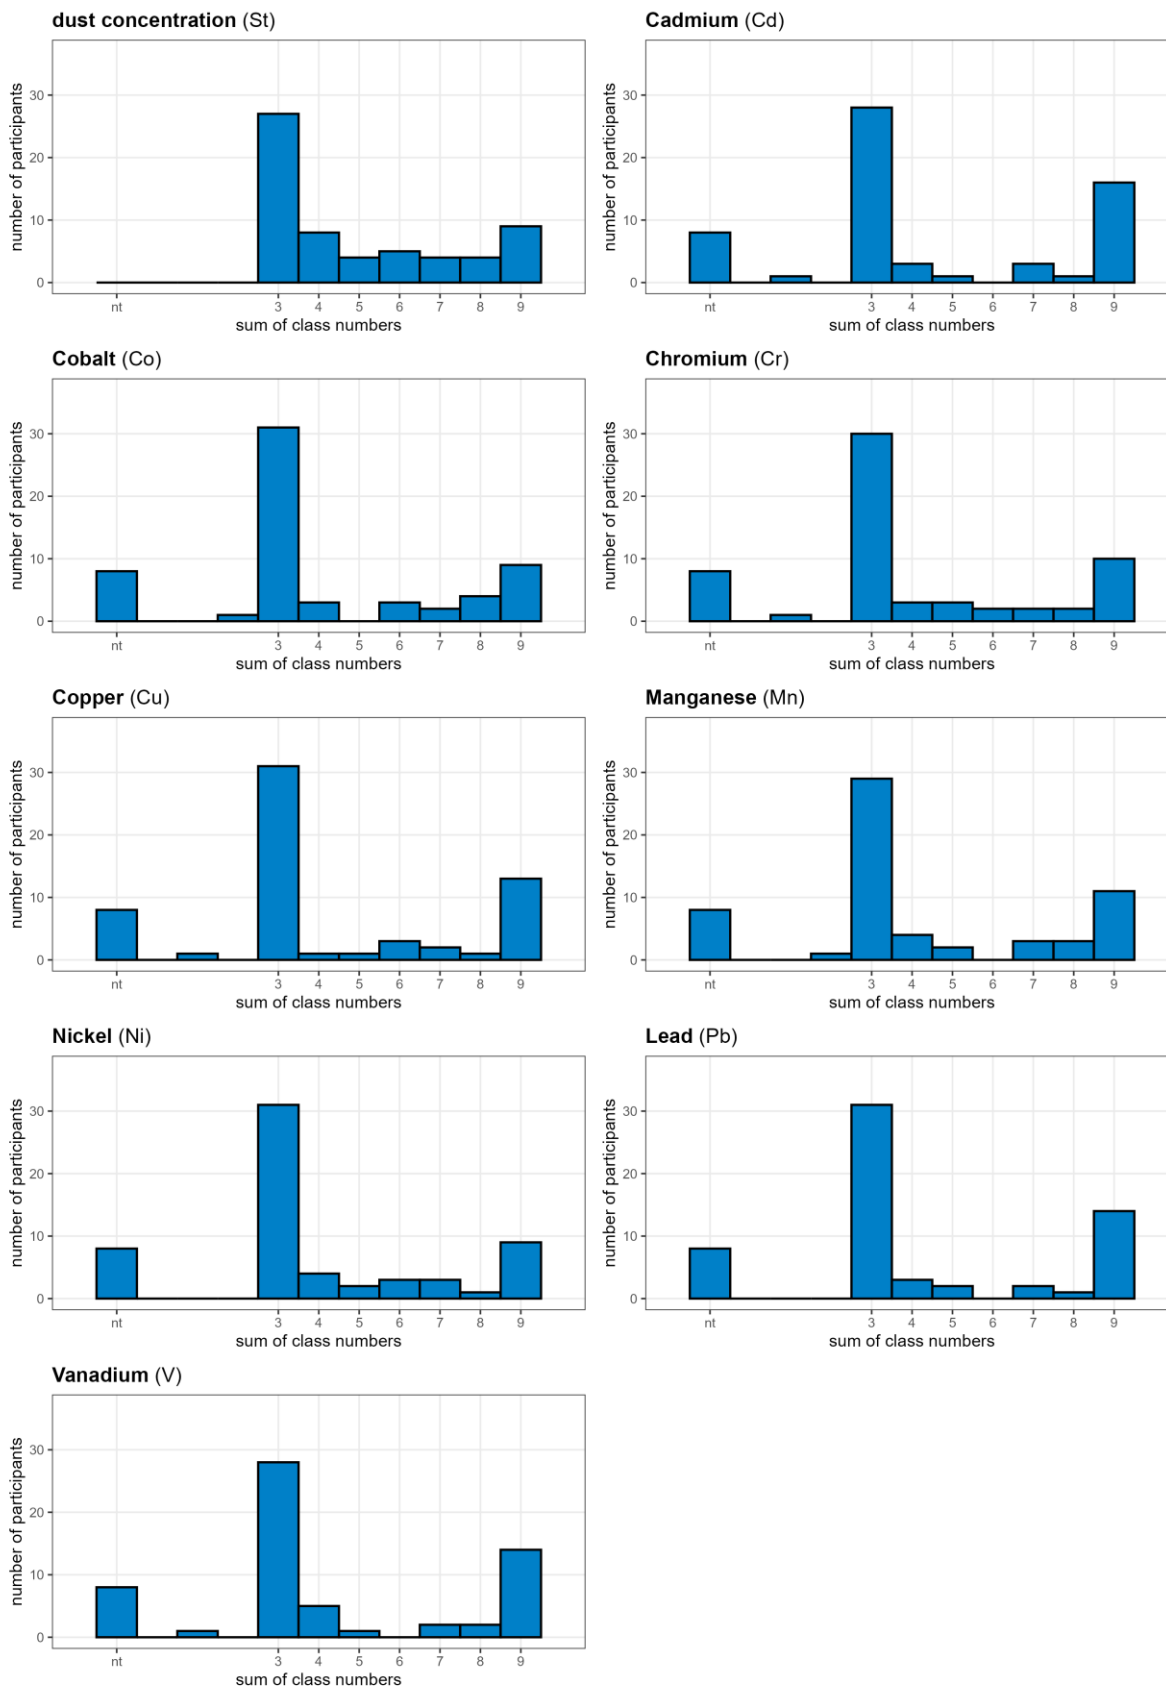 dust concentration (St)
number of participants
30
20
10
0
nt 3 4 5 6 7 8 9
sum of class numbers
Cadmium (Cd)
number of participants
30
20
10
0
nt 3 4 5 6 7 8 9
sum of class numbers
Cobalt (Co)
number of participants
30
20
10
0
nt 3 4 5 6 7 8 9
sum of class numbers
Chromium (Cr)
number of participants
30
20
10
0
nt 3 4 5 6 7 8 9
sum of class numbers
Copper (Cu)
number of participants
30
20
10
0
nt 3 4 5 6 7 8 9
sum of class numbers
Manganese (Mn)
number of participants
30
20
10
0
nt 3 4 5 6 7 8 9
sum of class numbers
Nickel (Ni)
number of participants
30
20
10
0
nt 3 4 5 6 7 8 9
sum of class numbers
Lead (Pb)
number of participants
30
20
10
0
nt 3 4 5 6 7 8 9
sum of class numbers
Vanadium (V)
number of participants
30
20
10
0
nt 3 4 5 6 7 8 9
sum of class numbers